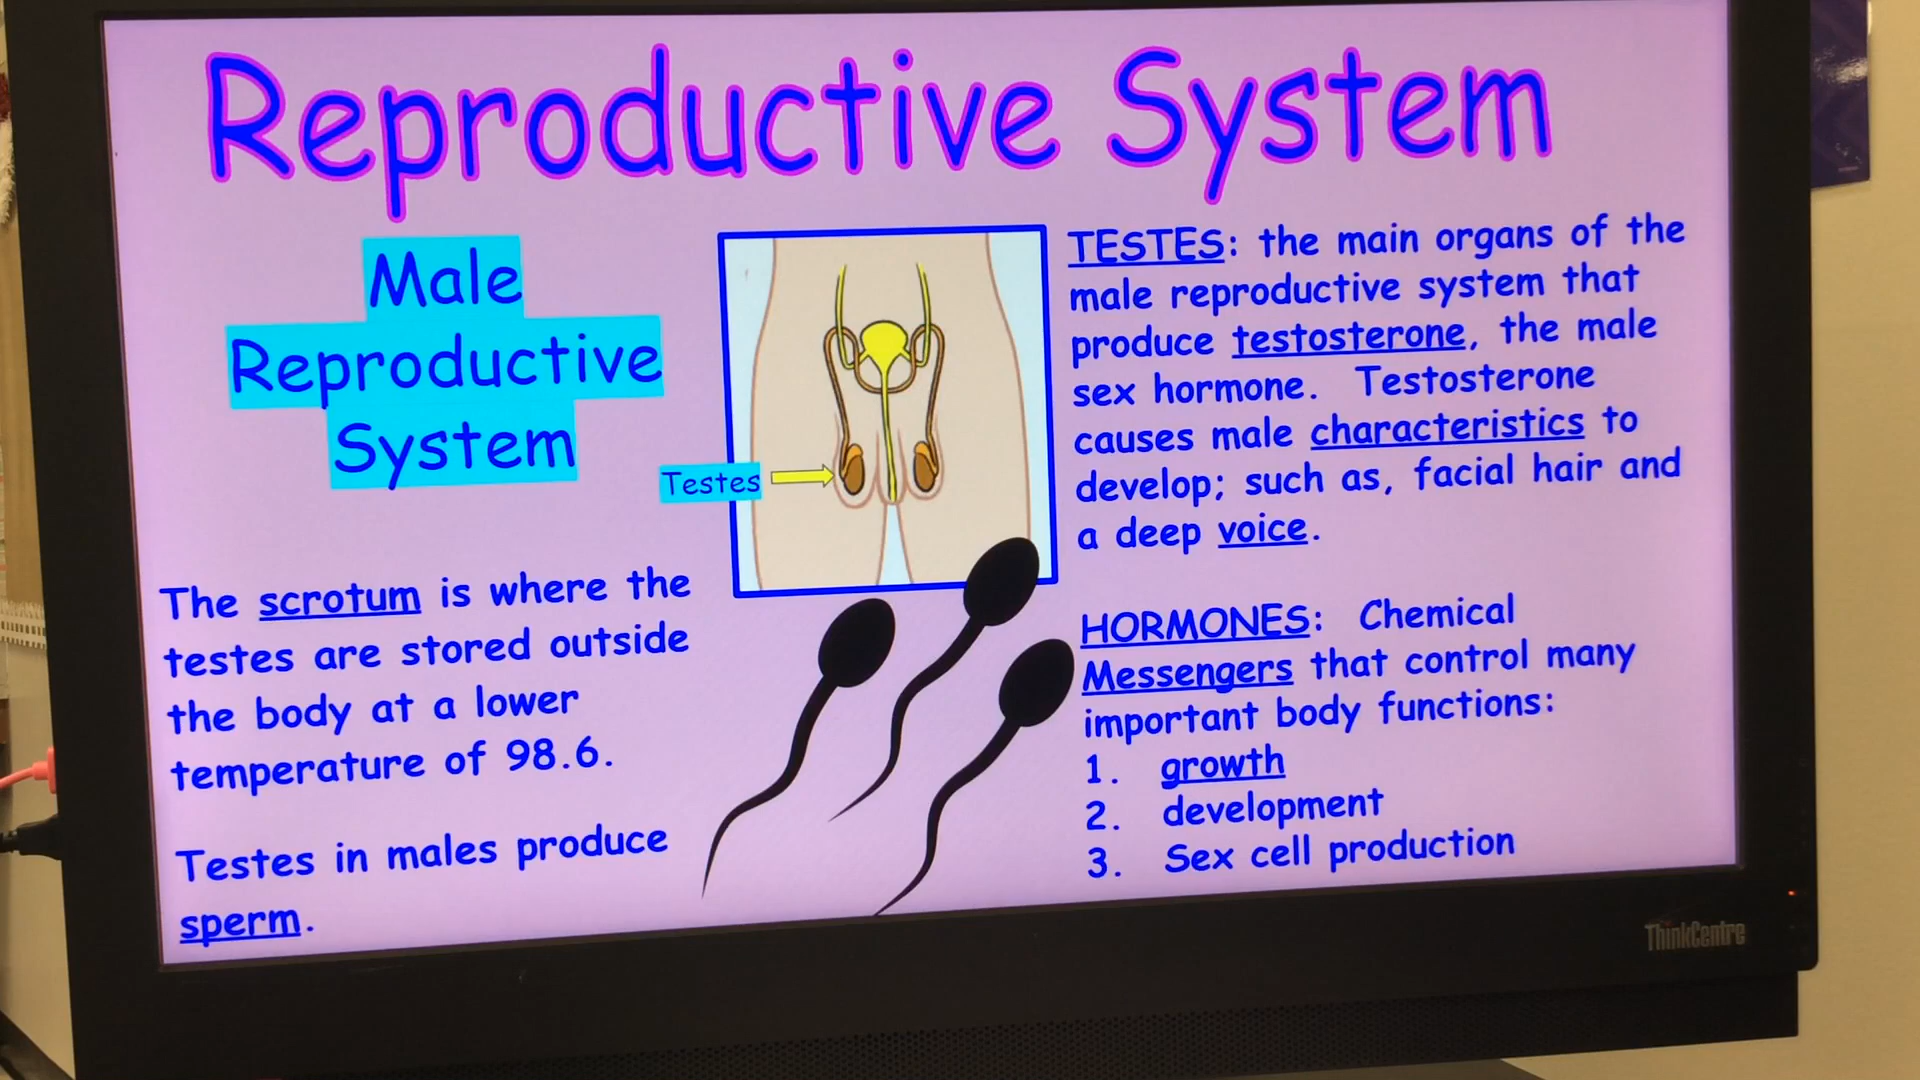 Reproductive System
Male
Reproductive
System
Testes
The scrotum is where the
testes are stored outside
the body at a lower
temperature of 98.6.
Testes in males produce
sperm.
TESTES: the main organs of the
male reproductive system that
produce testosterone, the male
sex hormone. Testosterone
causes male characteristics to
develop; such as, facial hair and
a deep voice.
HORMONES: Chemical
Messengers that control many
important body functions:
1. growth
2. development
3. Sex cell production
ThinkCentre